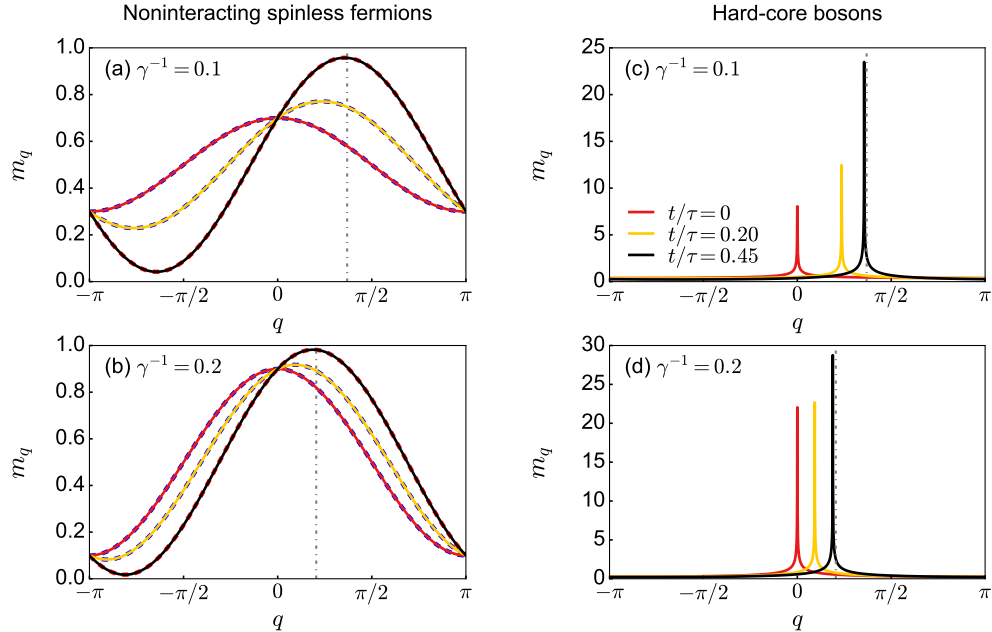 Noninteracting spinless fermions
Hard-core bosons
(a) γ⁻¹ = 0.1
1.0
0.8
0.6
0.4
0.2
0.0
m_q
−π
−π/2
0
π/2
π
q
(c) γ⁻¹ = 0.1
25
20
15
10
5
0
m_q
t/τ = 0
t/τ = 0.20
t/τ = 0.45
−π
−π/2
0
π/2
π
q
(b) γ⁻¹ = 0.2
1.0
0.8
0.6
0.4
0.2
0.0
m_q
−π
−π/2
0
π/2
π
q
(d) γ⁻¹ = 0.2
30
25
20
15
10
5
0
m_q
−π
−π/2
0
π/2
π
q